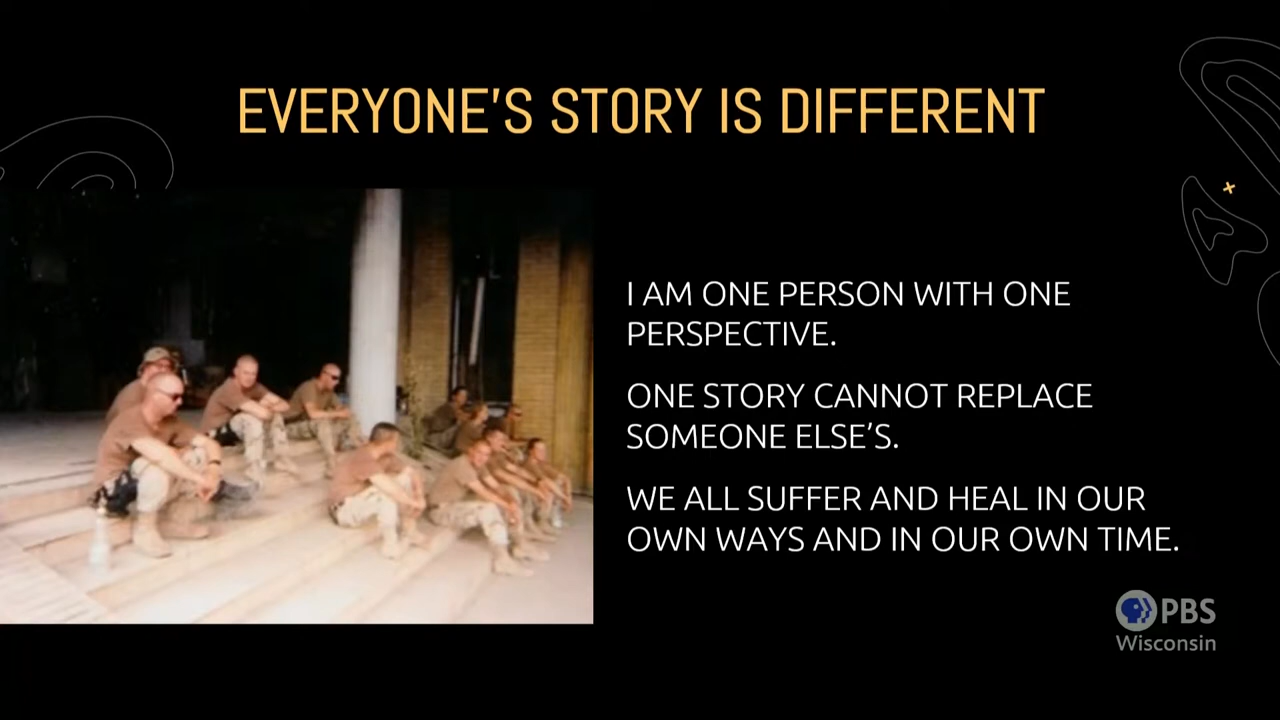 EVERYONE'S STORY IS DIFFERENT
I AM ONE PERSON WITH ONE
PERSPECTIVE.
ONE STORY CANNOT REPLACE
SOMEONE ELSE'S.
WE ALL SUFFER AND HEAL IN OUR
OWN WAYS AND IN OUR OWN TIME.
PBS
Wisconsin